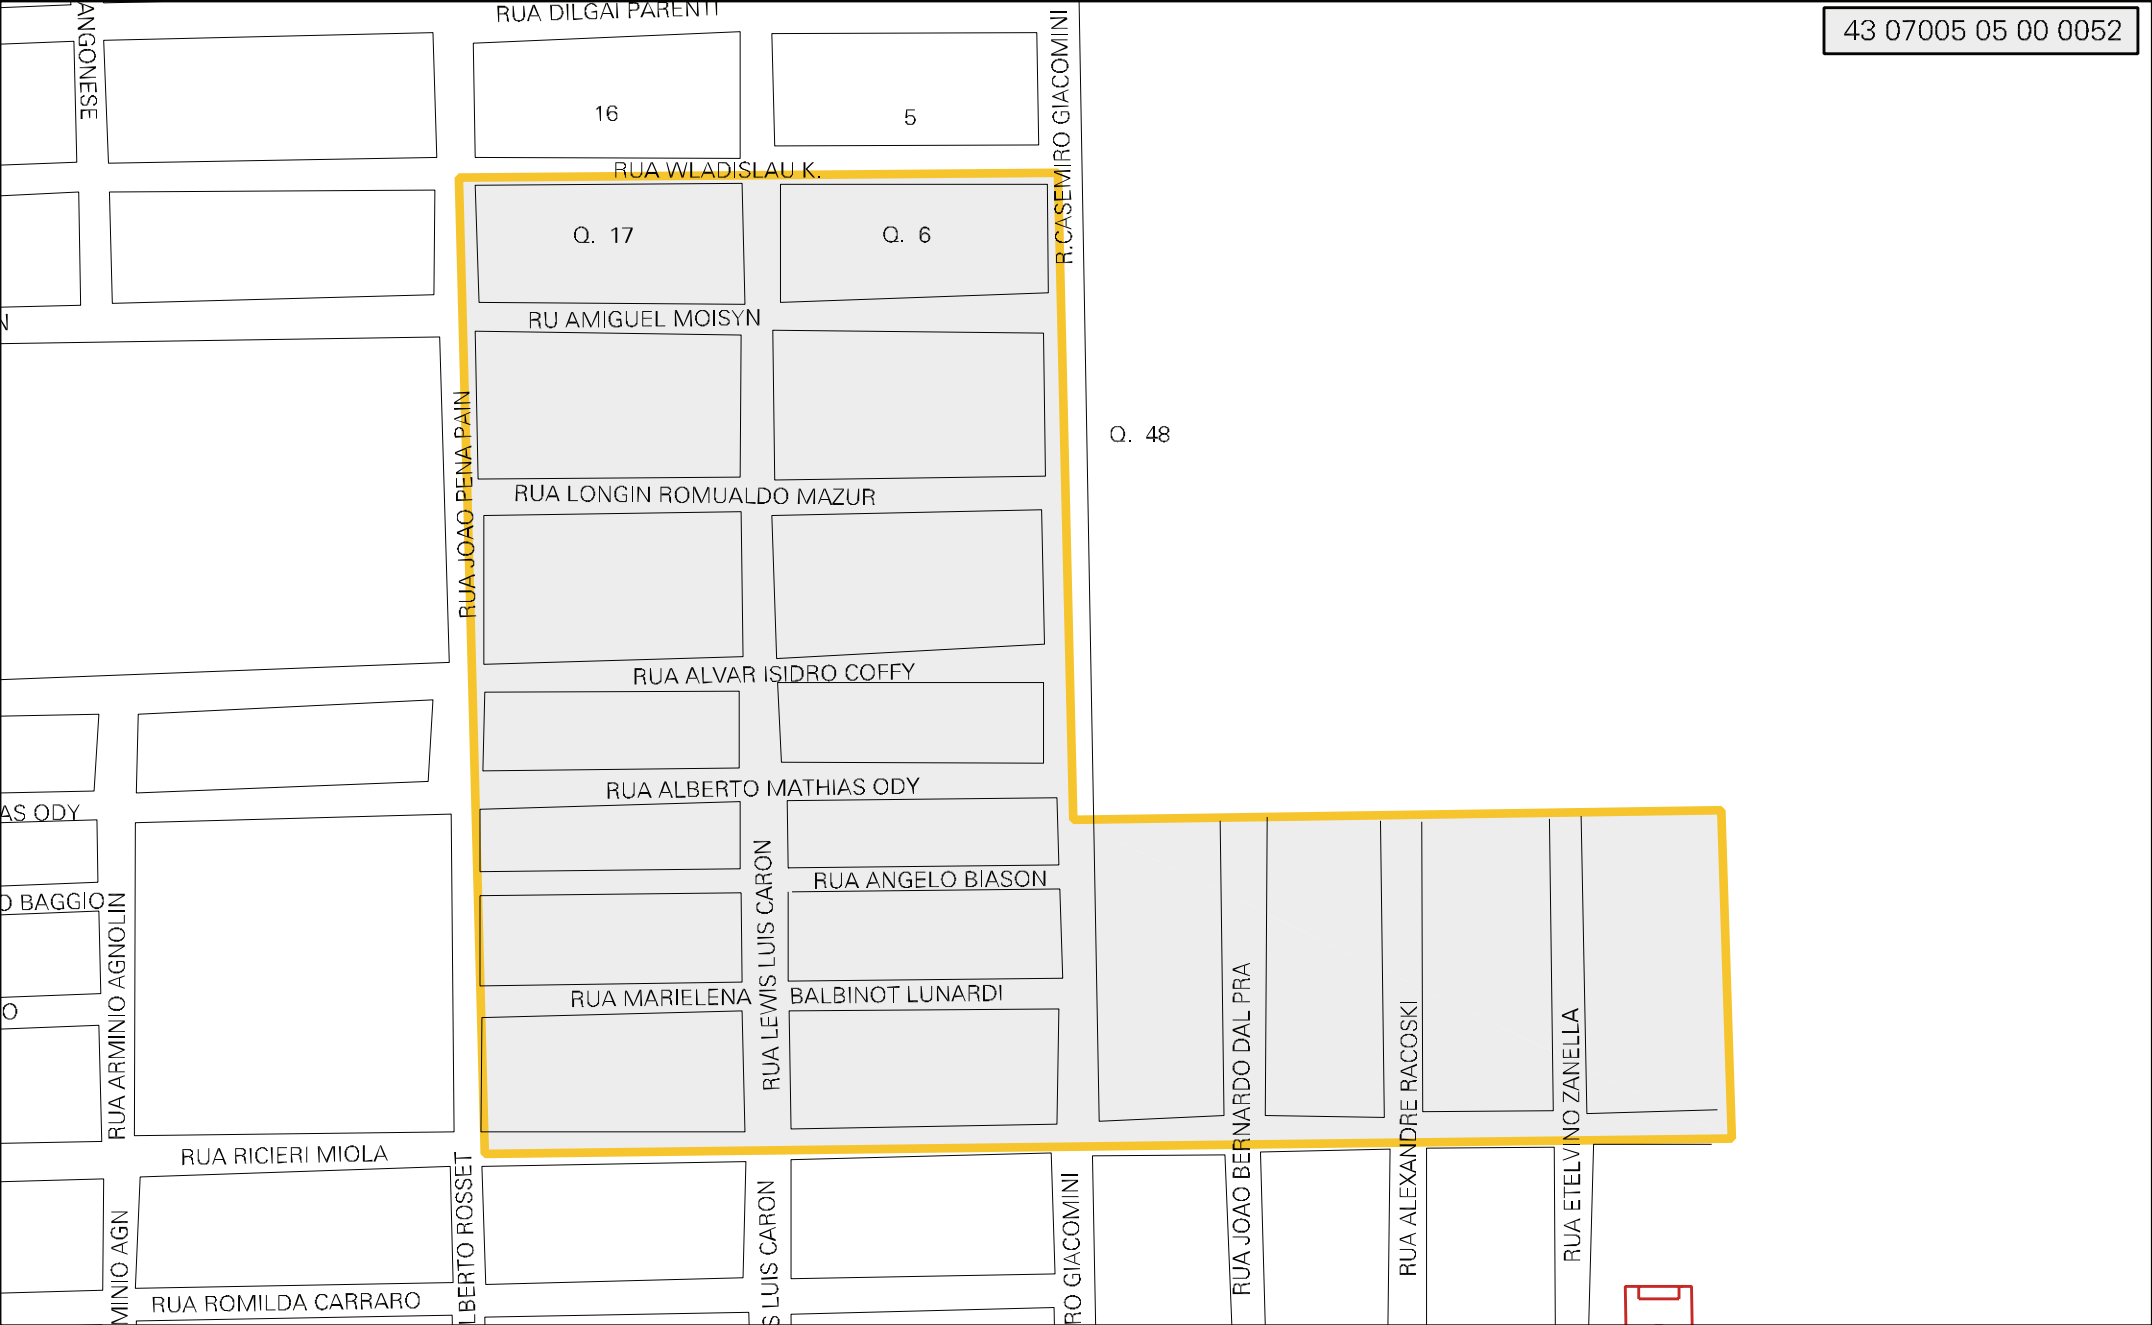 RUA DILGAI PARENTI
43 07005 05 00 0052
ANGONESE
R.CASEMIRO GIACOMINI
16
5
RUA WLADISLAU K.
Q. 17
Q. 6
RU AMIGUEL MOISYN
N
RUA JOAO PENA PAIN
Q. 48
RUA LONGIN ROMUALDO MAZUR
RUA ALVAR ISIDRO COFFY
RUA ALBERTO MATHIAS ODY
AS ODY
RUA LEWIS LUIS CARON
RUA ANGELO BIASON
O BAGGIO
RUA ARMINIO AGNOLIN
RUA MARIELENA BALBINOT LUNARDI
O
RUA JOAO BERNARDO DAL PRA
RUA ALEXANDRE RACOSKI
RUA ETELVINO ZANELLA
RUA RICIERI MIOLA
LBERTO ROSSET
S LUIS CARON
RO GIACOMINI
MINIO AGN
RUA ROMILDA CARRARO